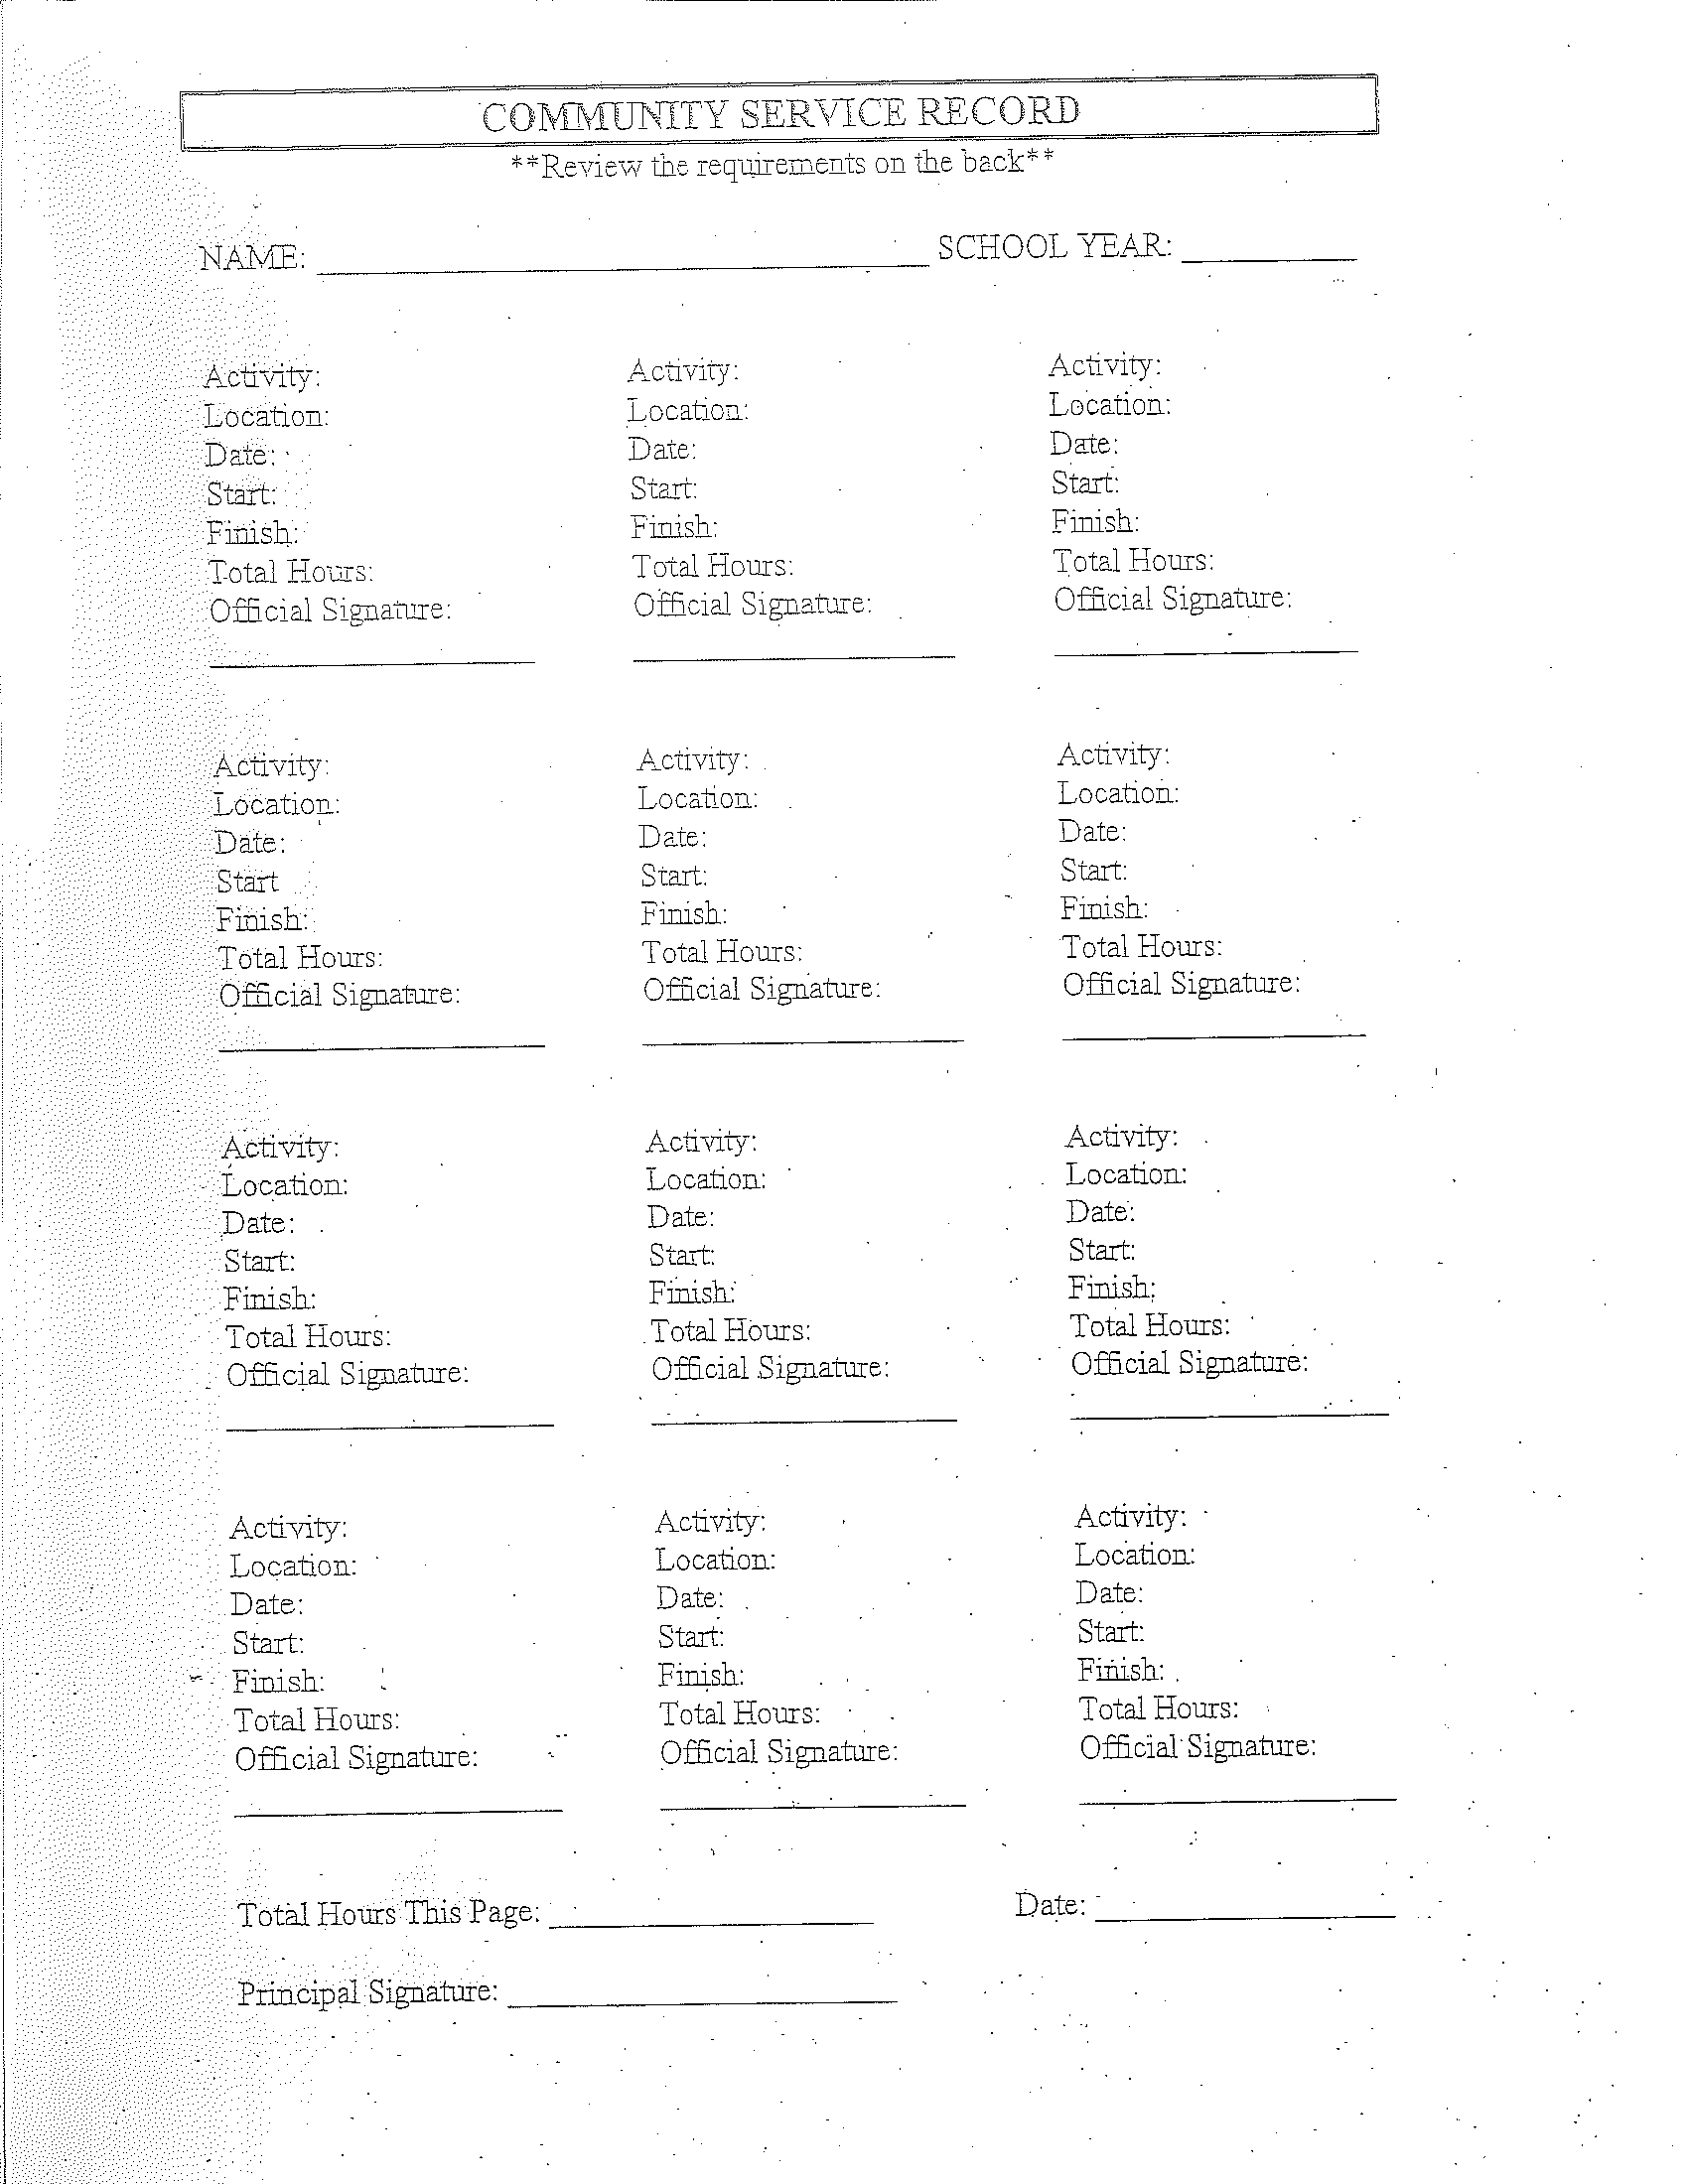 COMMUNITY SERVICE RECORD
**Review the requirements on the back**
NAME: ____ SCHOOL YEAR: ____
Activity: Activity: Activity:
Location: Location: Location:
Date: Date: Date:
Start: Start: Start:
Finish: Finish: Finish:
Total Hours: Total Hours: Total Hours:
Official Signature: Official Signature: Official Signature:
Activity: Activity: Activity:
Location: Location: Location:
Date: Date: Date:
Start Start: Start:
Finish: Finish: Finish:
Total Hours: Total Hours: Total Hours:
Official Signature: Official Signature: Official Signature:
Activity: Activity: Activity:
Location: Location: Location:
Date: Date: Date:
Start: Start: Start:
Finish: Finish: Finish:
Total Hours: Total Hours: Total Hours:
Official Signature: Official Signature: Official Signature:
Activity: Activity: Activity:
Location: Location: Location:
Date: Date: Date:
Start: Start: Start:
Finish: Finish: Finish:
Total Hours: Total Hours: Total Hours:
Official Signature: Official Signature: Official Signature:
Total Hours This Page: ____ Date: ____
Principal Signature: ____